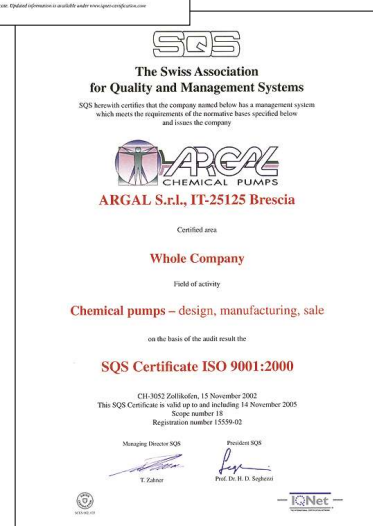 cate. Updated information is available under www.iqnet-certification.com
SQS
The Swiss Association
for Quality and Management Systems
SQS herewith certifies that the company named below has a management system
which meets the requirements of the normative bases specified below
and issues the company
ARGAL
CHEMICAL PUMPS
ARGAL S.r.l., IT-25125 Brescia
Certified area
Whole Company
Field of activity
Chemical pumps – design, manufacturing, sale
on the basis of the audit result the
SQS Certificate ISO 9001:2000
CH-3052 Zollikofen, 15 November 2002
This SQS Certificate is valid up to and including 14 November 2005
Scope number 18
Registration number 15559-02
Managing Director SQS
President SQS
T. Zahner
Prof. Dr. H. D. Seghezzi
IQNet